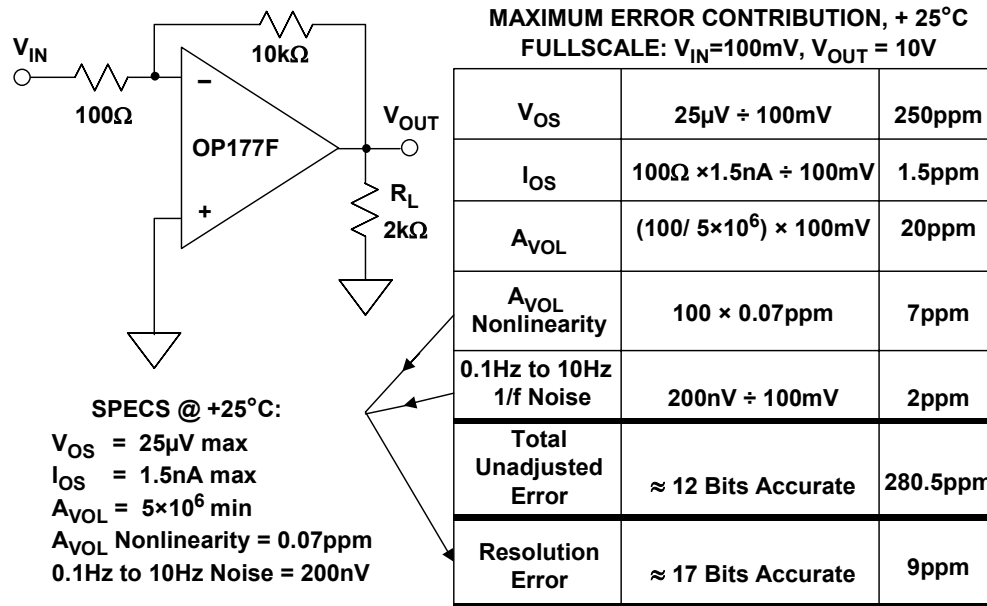 MAXIMUM ERROR CONTRIBUTION, + 25°C
FULLSCALE: V_IN=100mV, V_OUT = 10V
V_IN
100Ω
10kΩ
−
+
OP177F
V_OUT
R_L
2kΩ
SPECS @ +25°C:
V_OS = 25µV max
I_OS = 1.5nA max
A_VOL = 5×10^6 min
A_VOL Nonlinearity = 0.07ppm
0.1Hz to 10Hz Noise = 200nV
V_OS 25µV ÷ 100mV 250ppm
I_OS 100Ω ×1.5nA ÷ 100mV 1.5ppm
A_VOL (100/ 5×10^6) × 100mV 20ppm
A_VOL
Nonlinearity 100 × 0.07ppm 7ppm
0.1Hz to 10Hz
1/f Noise 200nV ÷ 100mV 2ppm
Total
Unadjusted
Error ≈ 12 Bits Accurate 280.5ppm
Resolution
Error ≈ 17 Bits Accurate 9ppm